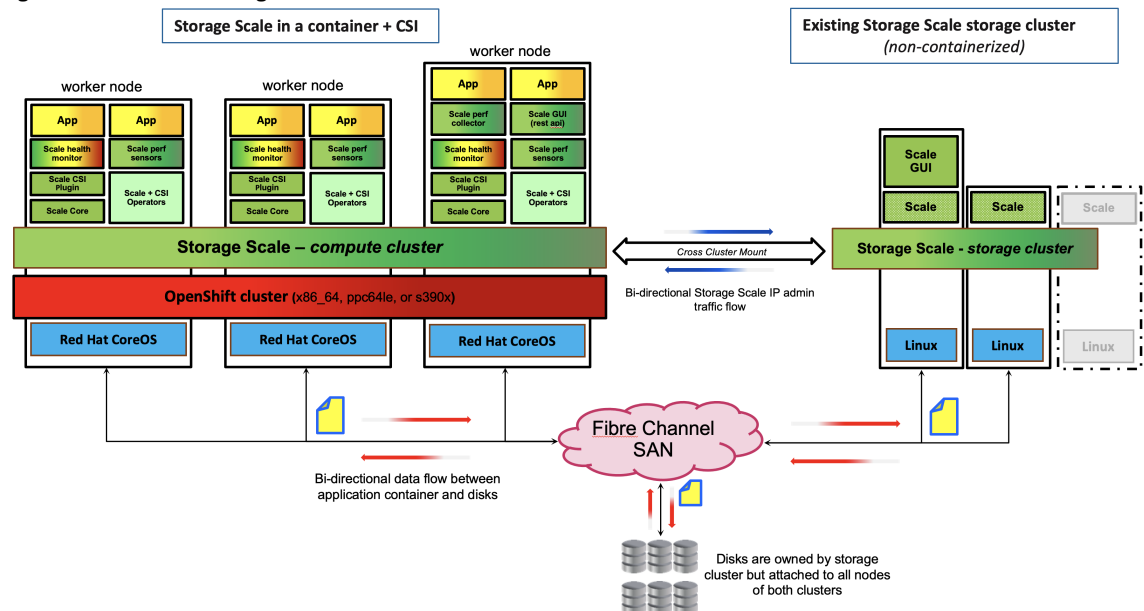 Storage Scale in a container + CSI
Existing Storage Scale storage cluster
(non-containerized)
worker node
App
App
Scale health
monitor
Scale perf
sensors
Scale CSI
Plugin
Scale + CSI
Operators
Scale Core
worker node
App
App
Scale health
monitor
Scale perf
sensors
Scale CSI
Plugin
Scale + CSI
Operators
Scale Core
worker node
App
App
Scale perf
collector
Scale GUI
(rest api)
Scale health
monitor
Scale perf
sensors
Scale CSI
Plugin
Scale + CSI
Operators
Scale Core
Storage Scale – compute cluster
OpenShift cluster (x86_64, ppc64le, or s390x)
Red Hat CoreOS
Red Hat CoreOS
Red Hat CoreOS
Cross Cluster Mount
Bi-directional Storage Scale IP admin
traffic flow
Scale
GUI
Scale
Scale
Scale
Storage Scale - storage cluster
Linux
Linux
Linux
Fibre Channel
SAN
Bi-directional data flow between
application container and disks
Disks are owned by storage
cluster but attached to all nodes
of both clusters